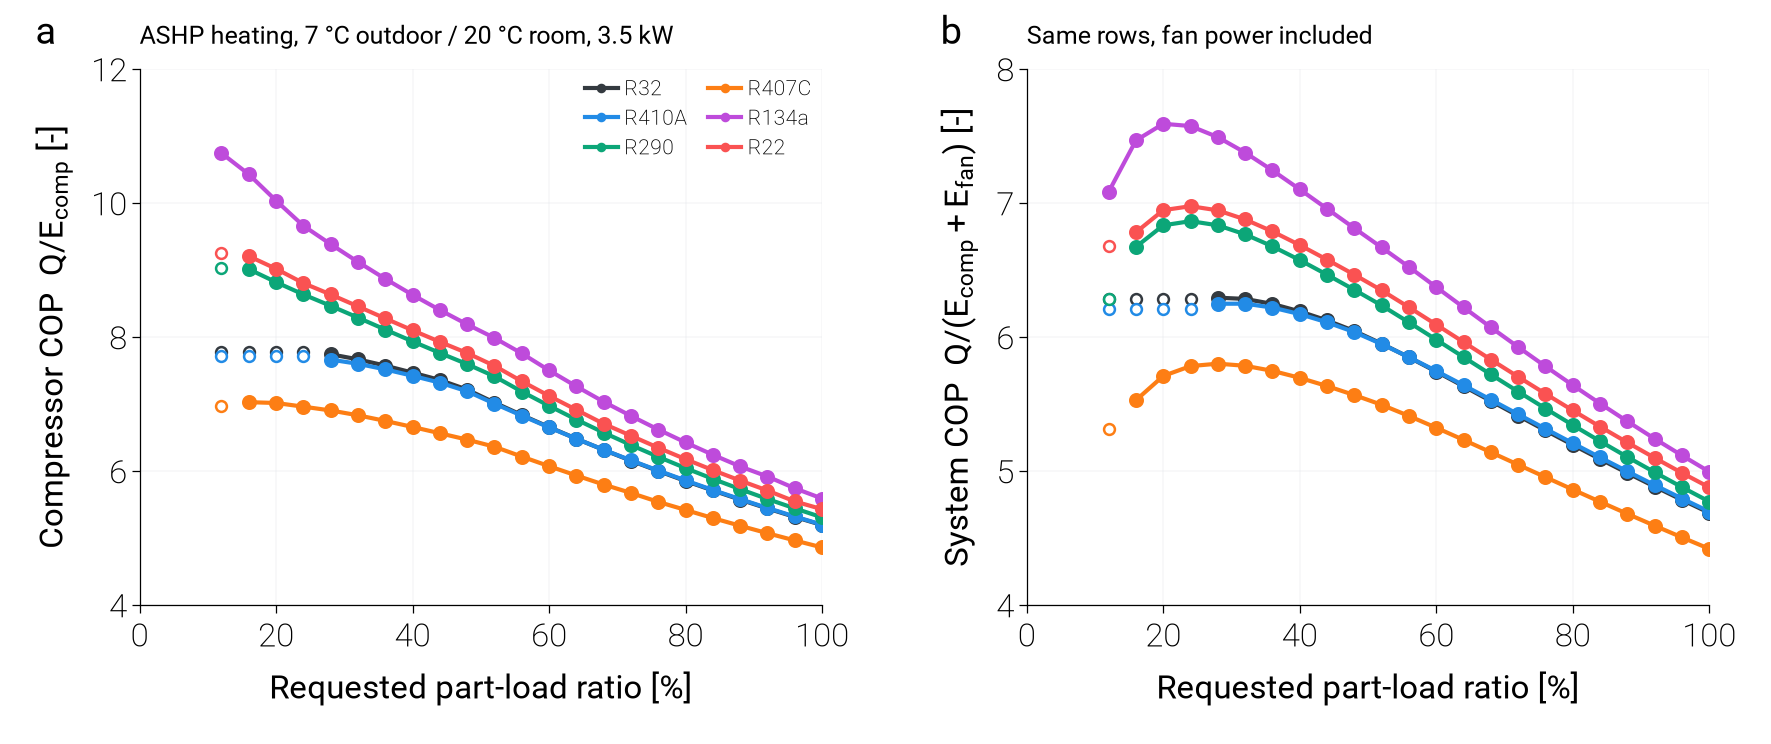 a
ASHP heating, 7 °C outdoor / 20 °C room, 3.5 kW
12
10
8
6
4
0 20 40 60 80 100
Compressor COP Q/E_comp [-]
Requested part-load ratio [%]
R32
R410A
R290
R407C
R134a
R22
b
Same rows, fan power included
8
7
6
5
4
0 20 40 60 80 100
System COP Q/(E_comp + E_fan) [-]
Requested part-load ratio [%]